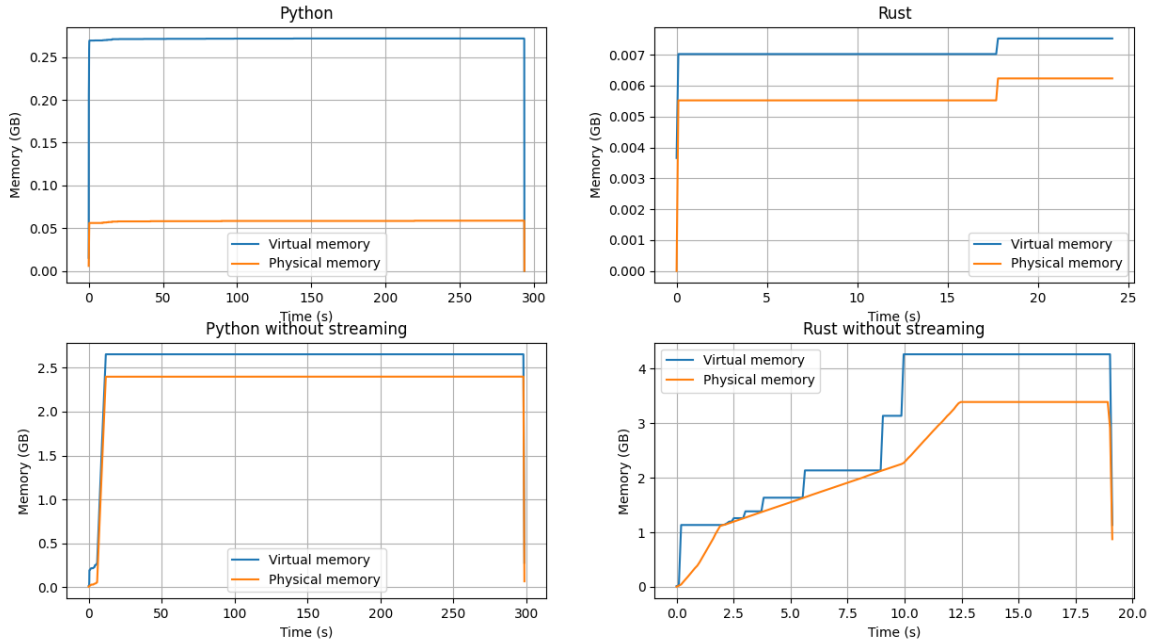 Python
Memory (GB)
0.25
0.20
0.15
0.10
0.05
0.00
Virtual memory
Physical memory
0 50 100 150 200 250 300
Time (s)
Rust
Memory (GB)
0.007
0.006
0.005
0.004
0.003
0.002
0.001
0.000
Virtual memory
Physical memory
0 5 10 15 20 25
Time (s)
Python without streaming
Memory (GB)
2.5
2.0
1.5
1.0
0.5
0.0
Virtual memory
Physical memory
0 50 100 150 200 250 300
Time (s)
Rust without streaming
Memory (GB)
Virtual memory
Physical memory
4
3
2
1
0
0.0 2.5 5.0 7.5 10.0 12.5 15.0 17.5 20.0
Time (s)